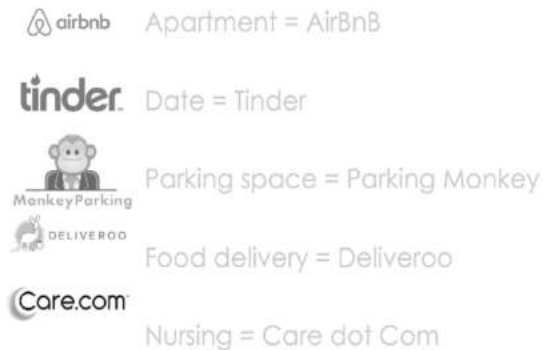 airbnb Apartment = AirBnB
tinder. Date = Tinder
MonkeyParking
Parking space = Parking Monkey
DELIVEROO
Food delivery = Deliveroo
Care.com
Nursing = Care dot Com